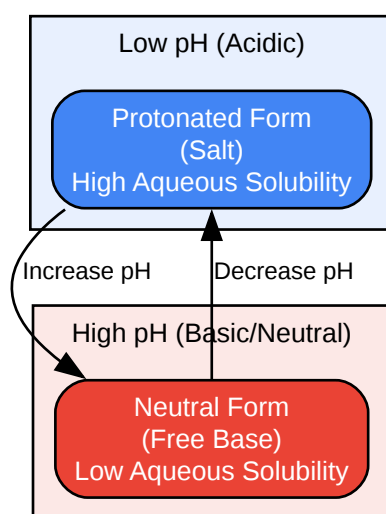 Low pH (Acidic)
Protonated Form
(Salt)
High Aqueous Solubility
Increase pH
Decrease pH
High pH (Basic/Neutral)
Neutral Form
(Free Base)
Low Aqueous Solubility